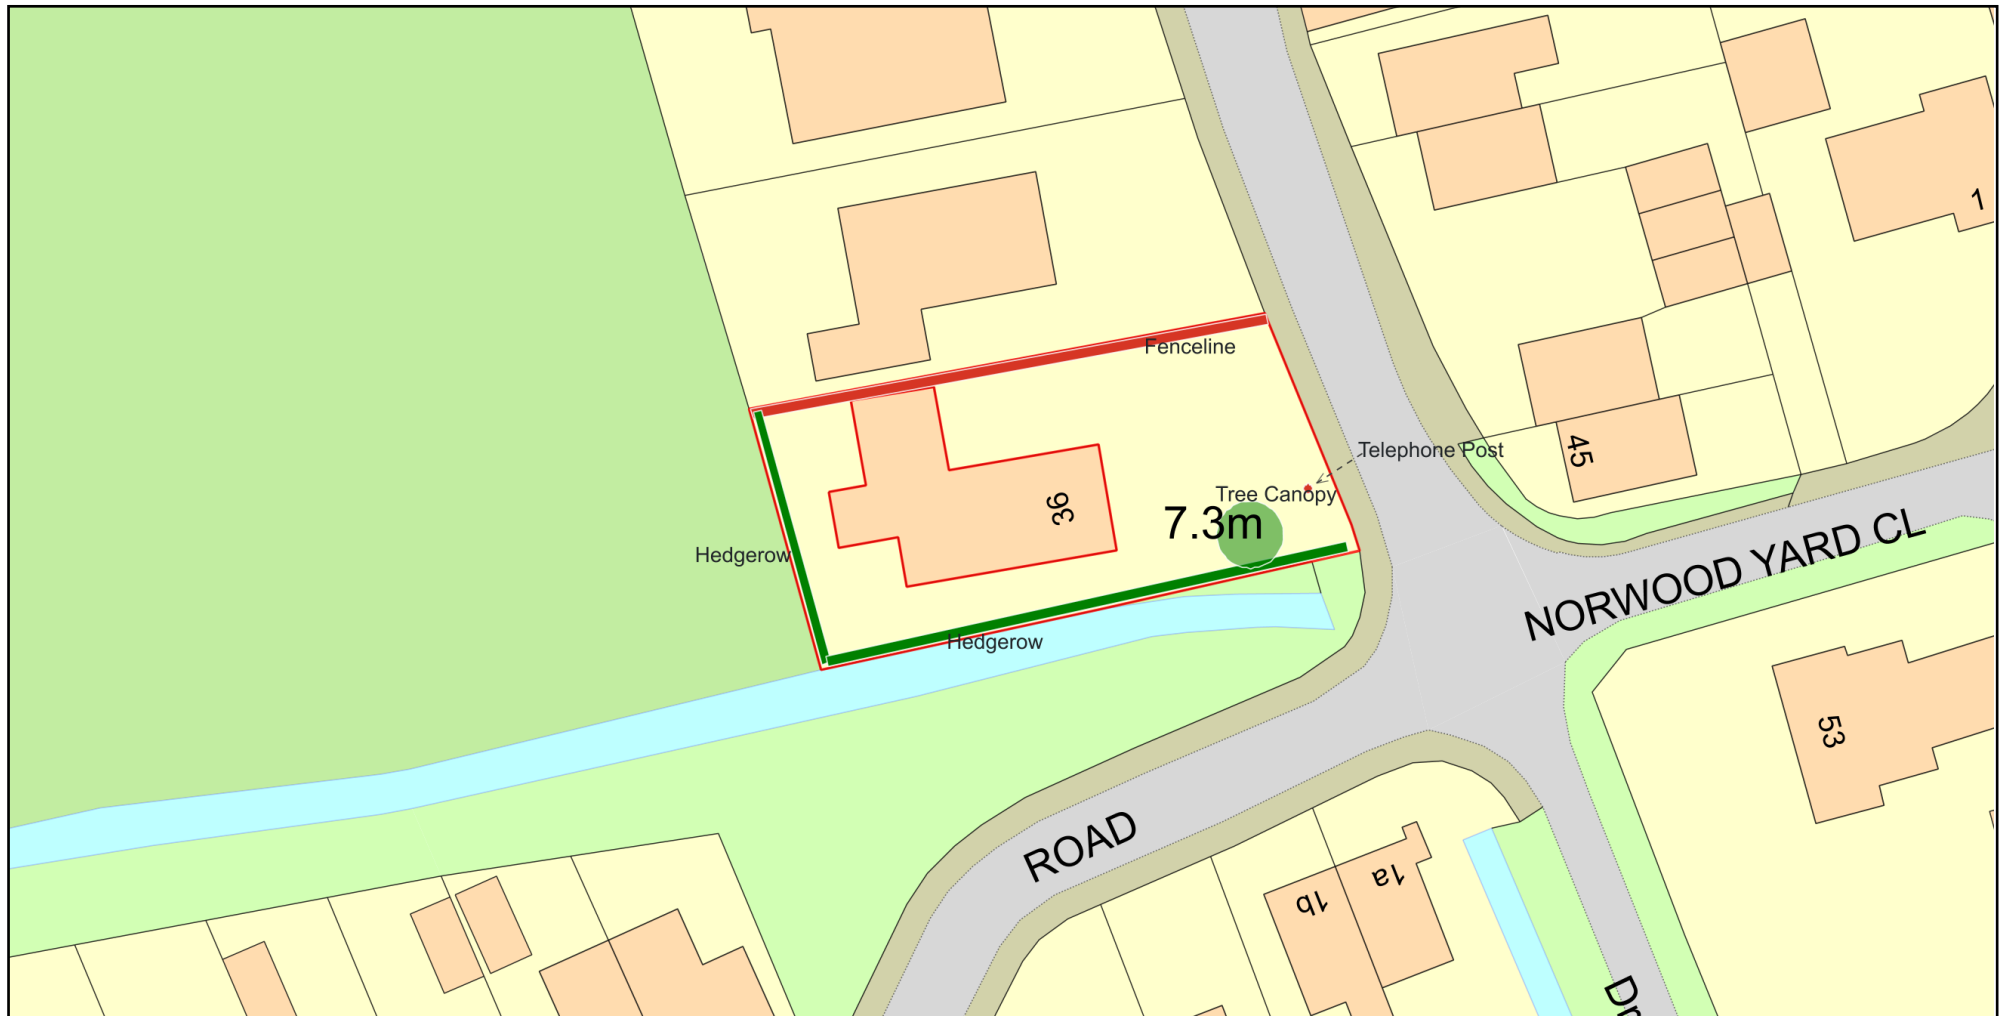 1
Fenceline
Telephone Post
45
Tree Canopy
36
7.3m
Hedgerow
NORWOOD YARD CL
Hedgerow
53
ROAD
1a
1b
Dr